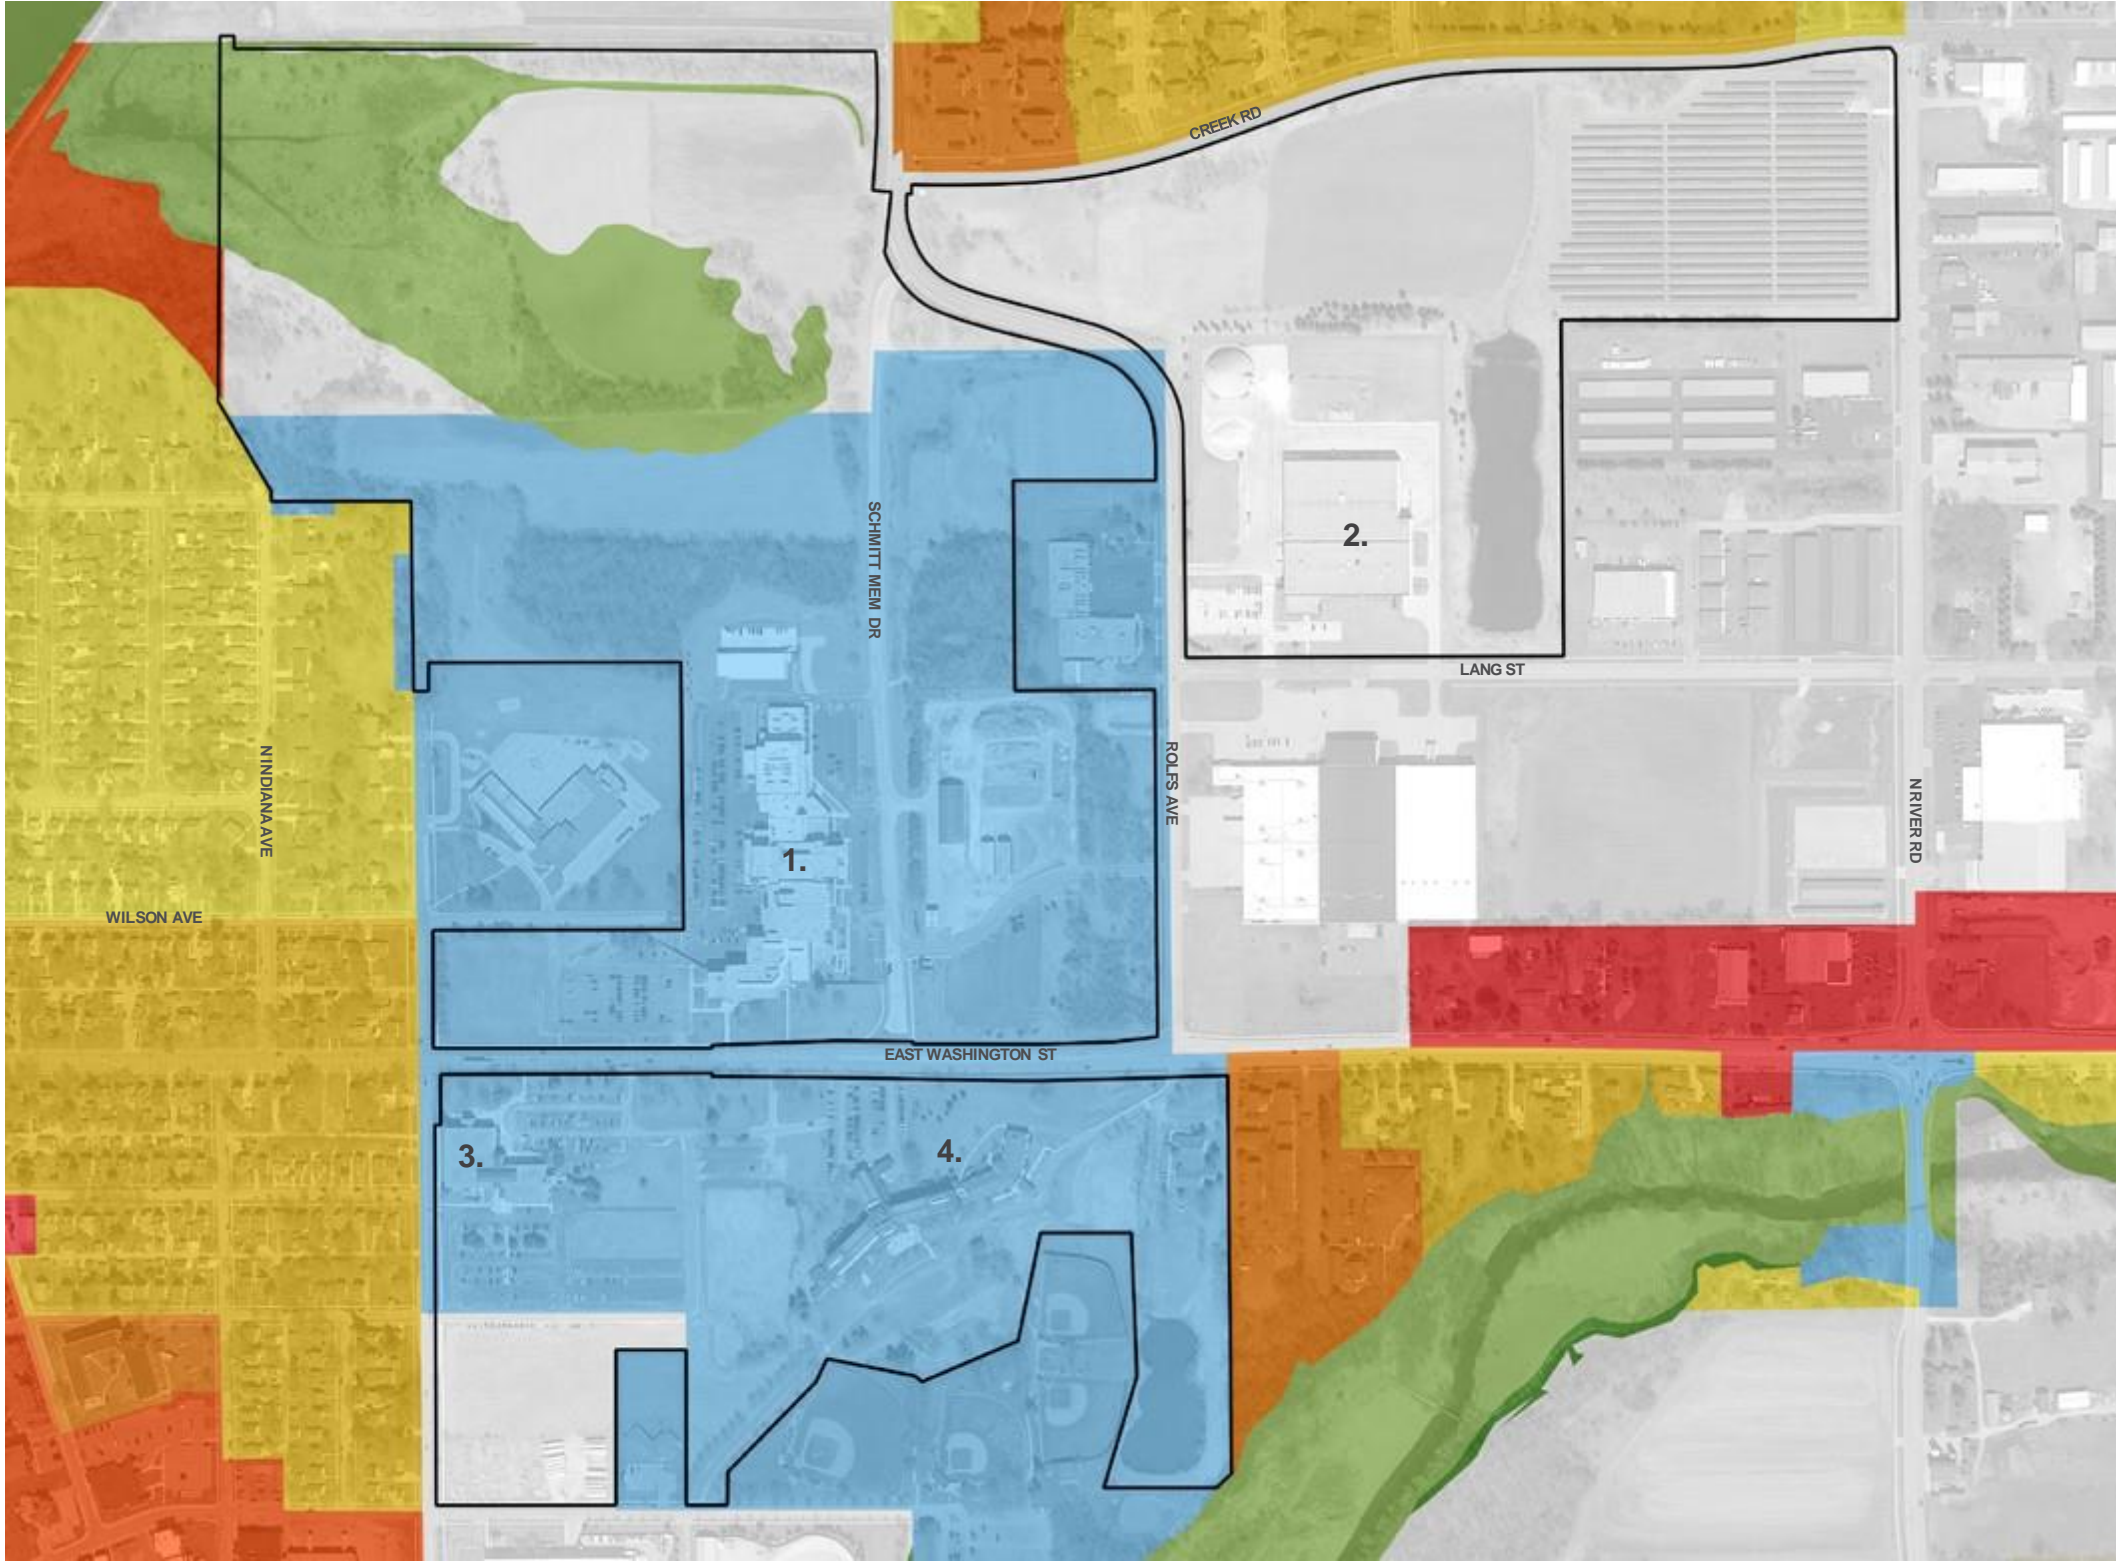 CREEK RD
SCHMITT MEM DR
2.
LANG ST
N INDIANA AVE
ROLFS AVE
N RIVER RD
1.
WILSON AVE
EAST WASHINGTON ST
3.
4.